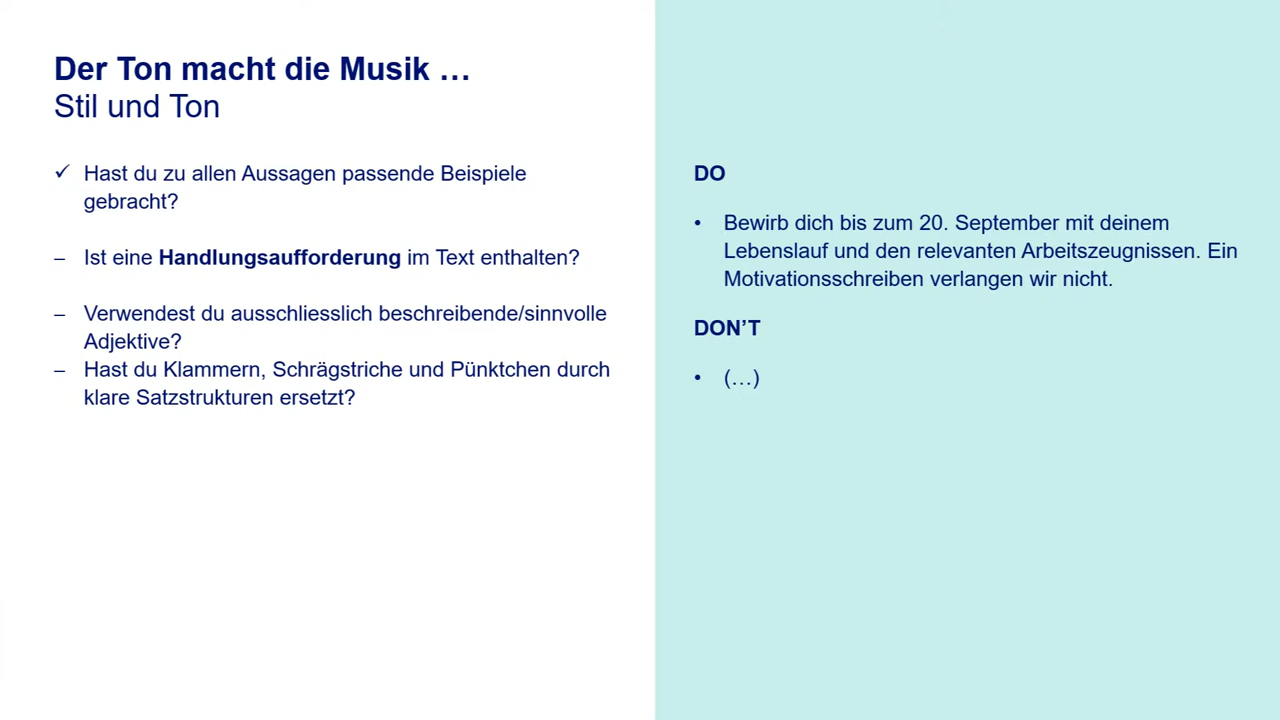 Der Ton macht die Musik …
Stil und Ton
✓ Hast du zu allen Aussagen passende Beispiele
gebracht?
– Ist eine Handlungsaufforderung im Text enthalten?
– Verwendest du ausschliesslich beschreibende/sinnvolle
Adjektive?
– Hast du Klammern, Schrägstriche und Pünktchen durch
klare Satzstrukturen ersetzt?
DO
• Bewirb dich bis zum 20. September mit deinem
Lebenslauf und den relevanten Arbeitszeugnissen. Ein
Motivationsschreiben verlangen wir nicht.
DON’T
• (…)